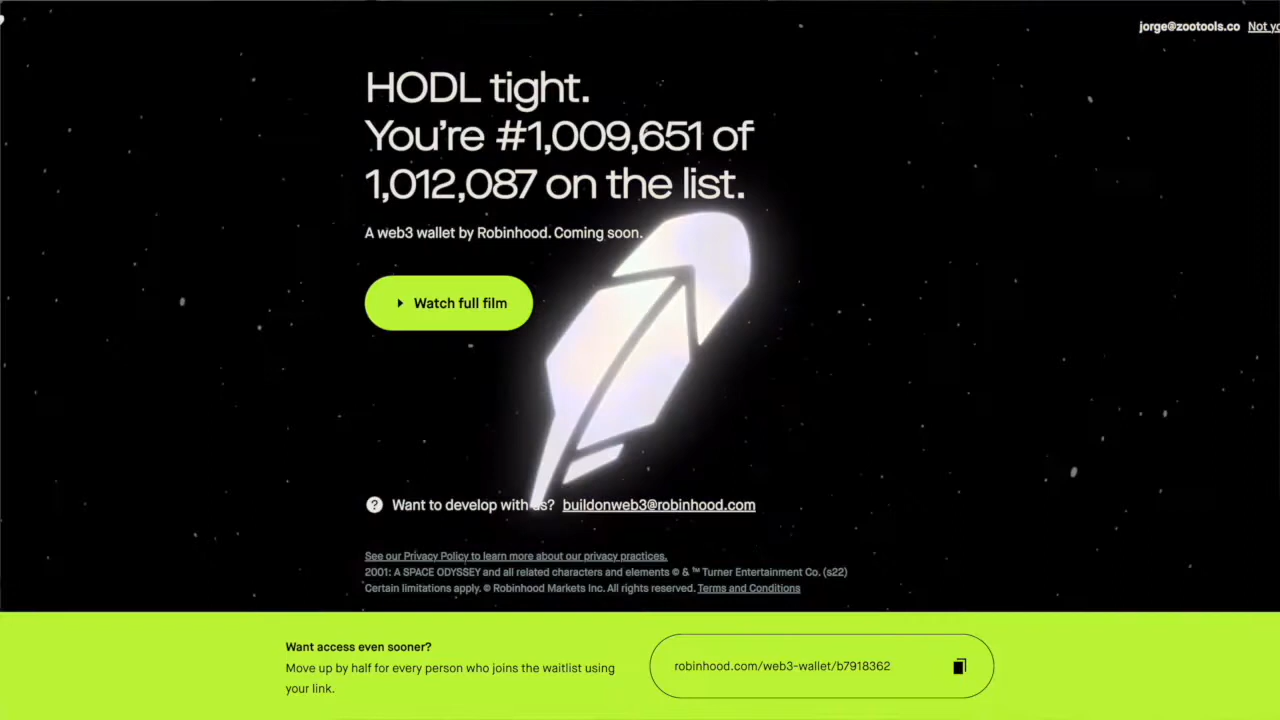 jorge@zootools.co Not yo
HODL tight.
You're #1,009,651 of
1,012,087 on the list.
A web3 wallet by Robinhood. Coming soon.
Watch full film
? Want to develop with us? buildonweb3@robinhood.com
See our Privacy Policy to learn more about our privacy practices.
2001: A SPACE ODYSSEY and all related characters and elements © & ™ Turner Entertainment Co. (s22)
Certain limitations apply. © Robinhood Markets Inc. All rights reserved. Terms and Conditions
Want access even sooner?
Move up by half for every person who joins the waitlist using
your link.
robinhood.com/web3-wallet/b7918362